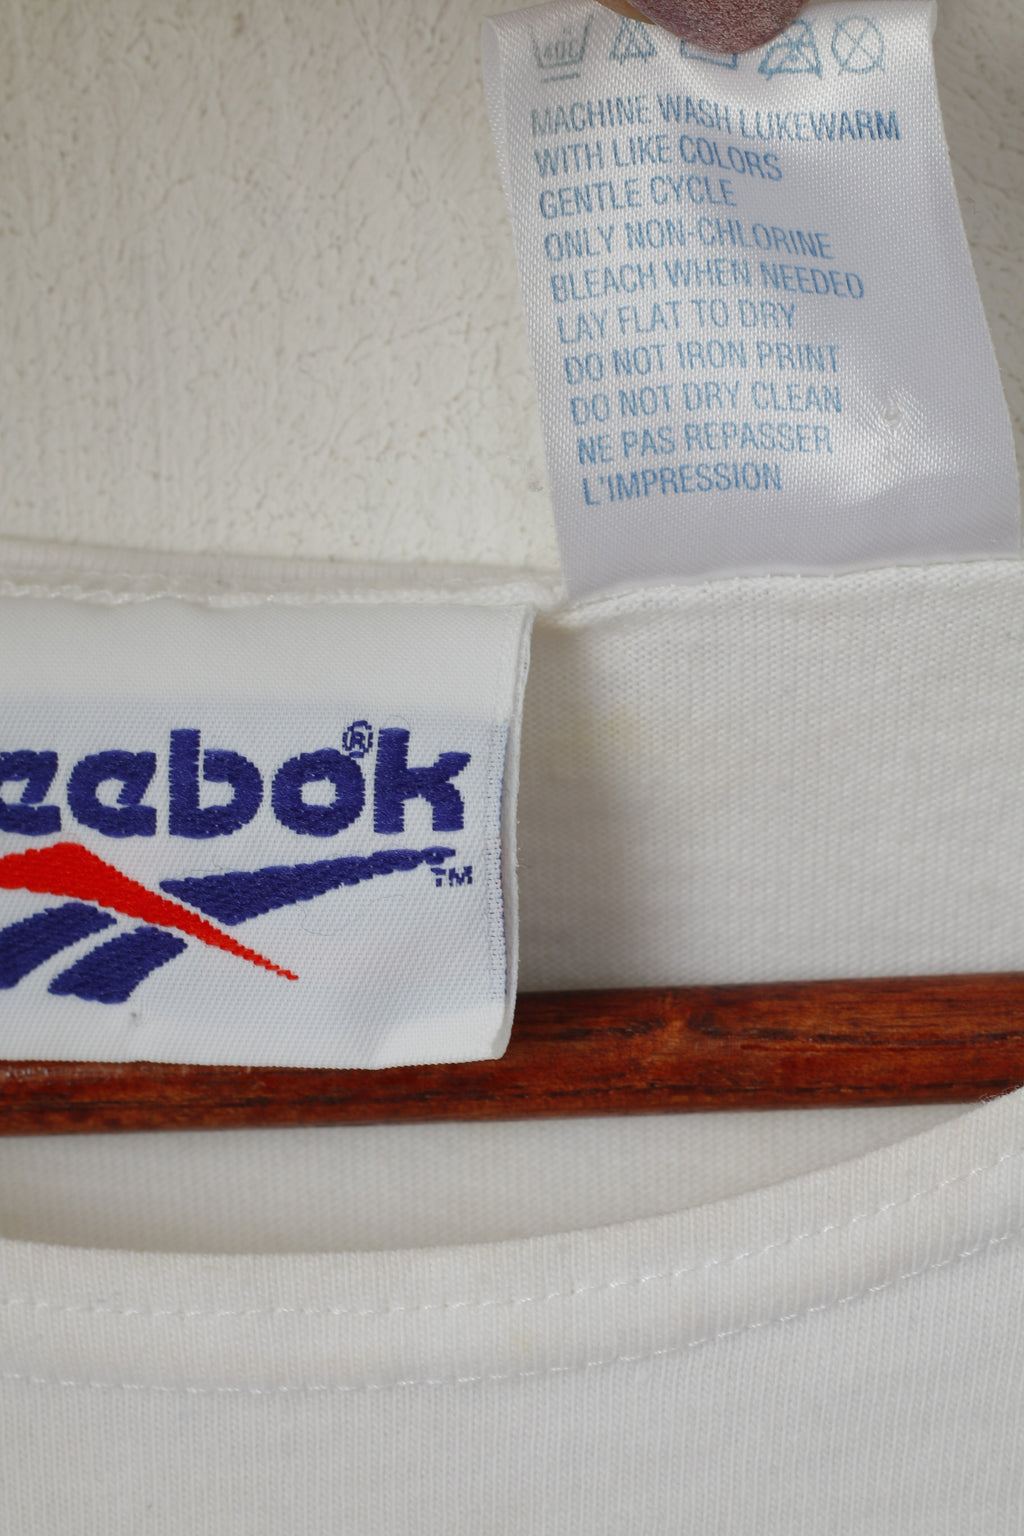 MACHINE WASH LUKEWARM
WITH LIKE COLORS
GENTLE CYCLE
ONLY NON-CHLORINE
BLEACH WHEN NEEDED
LAY FLAT TO DRY
DO NOT IRON PRINT
DO NOT DRY CLEAN
NE PAS REPASSER
L'IMPRESSION
eebok®
TM